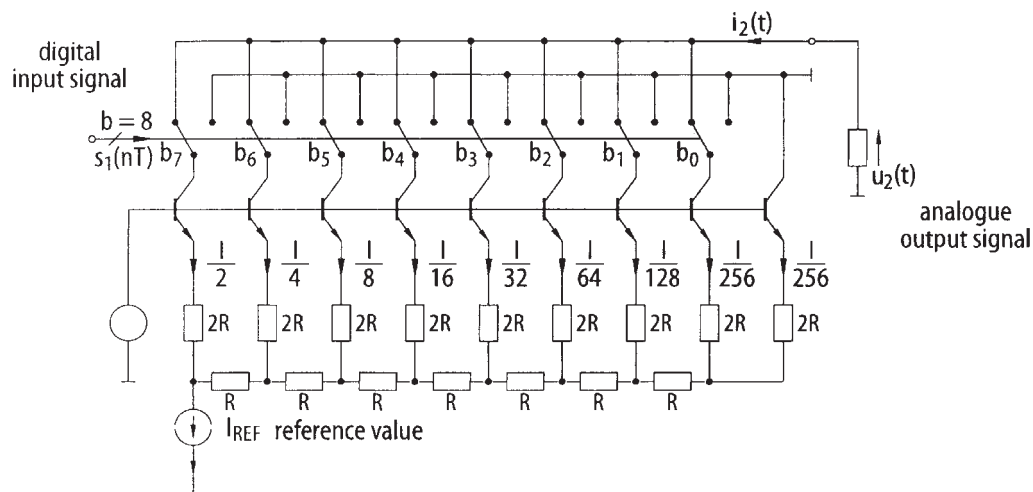 digital
input signal
b = 8
s₁(nT)
i₂(t)
b₇ b₆ b₅ b₄ b₃ b₂ b₁ b₀
u₂(t)
analogue
output signal
I/2 I/4 I/8 I/16 I/32 I/64 I/128 I/256 I/256
2R 2R 2R 2R 2R 2R 2R 2R 2R
R R R R R R R
I_REF reference value